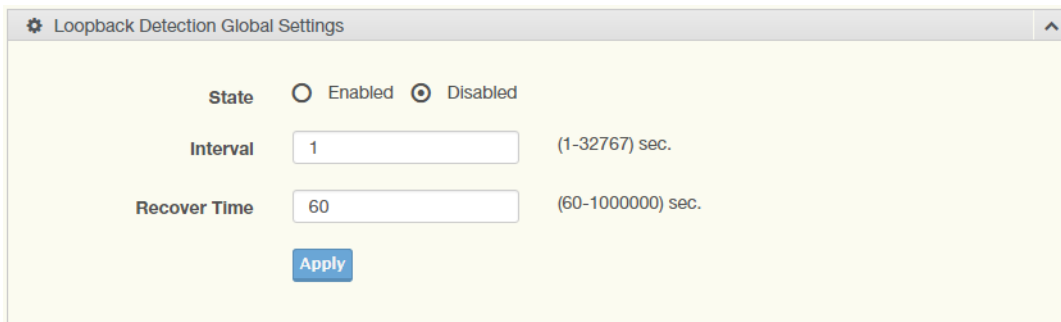 Loopback Detection Global Settings
State Enabled Disabled
Interval 1 (1-32767) sec.
Recover Time 60 (60-1000000) sec.
Apply